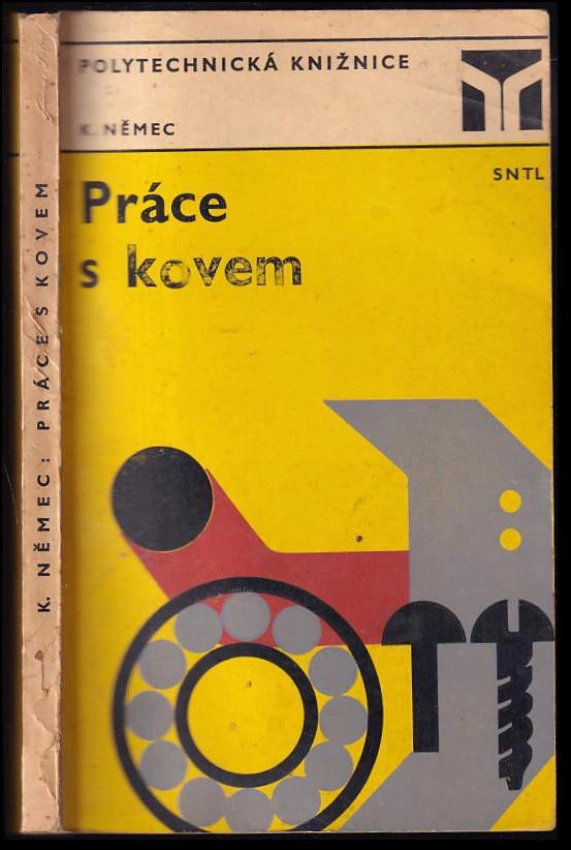 POLYTECHNICKÁ KNIŽNICE
K. NĚMEC
SNTL
Práce
s kovem
K. NĚMEC: PRÁCE S KOVEM